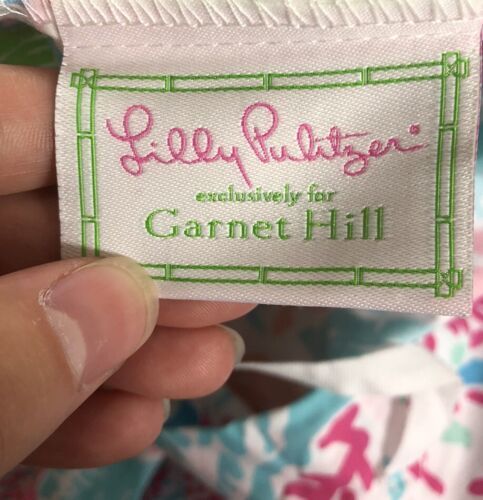 Lilly Pulitzer®
exclusively for
Garnet Hill